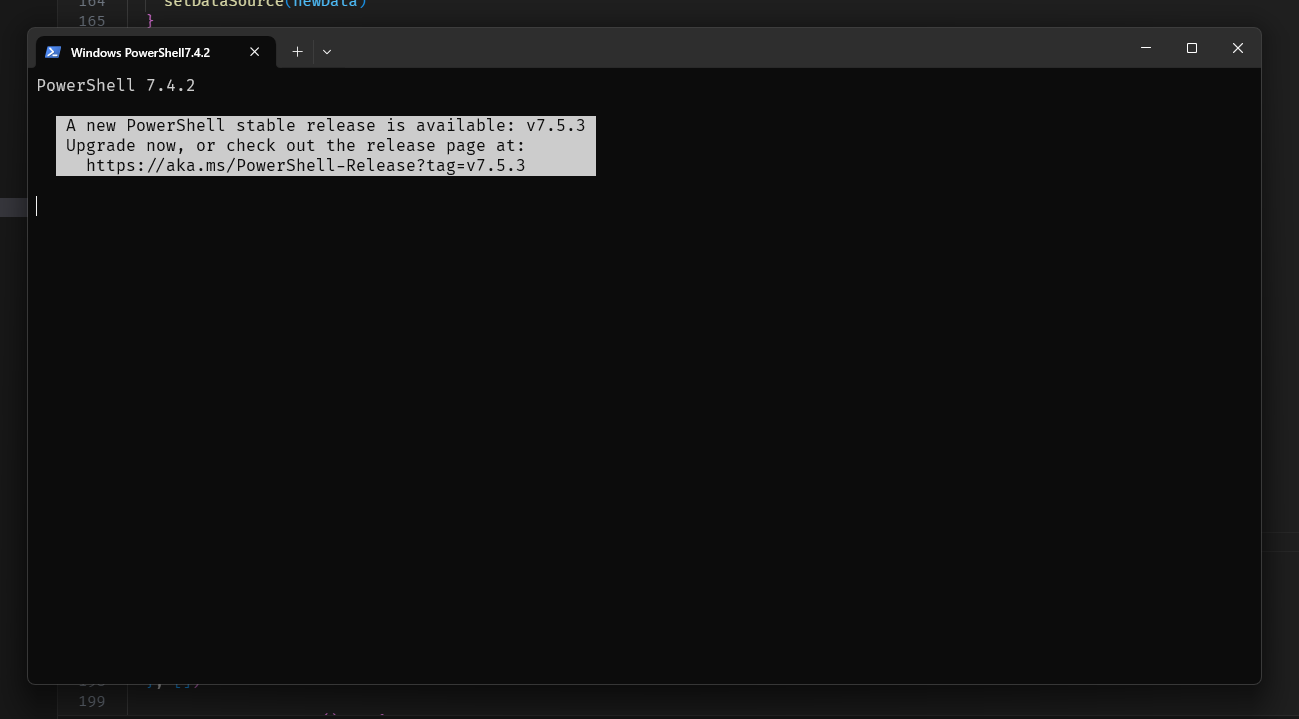 164 setDataSource(newData)
165 }
Windows PowerShell7.4.2
PowerShell 7.4.2
A new PowerShell stable release is available: v7.5.3
Upgrade now, or check out the release page at:
https://aka.ms/PowerShell-Release?tag=v7.5.3
199